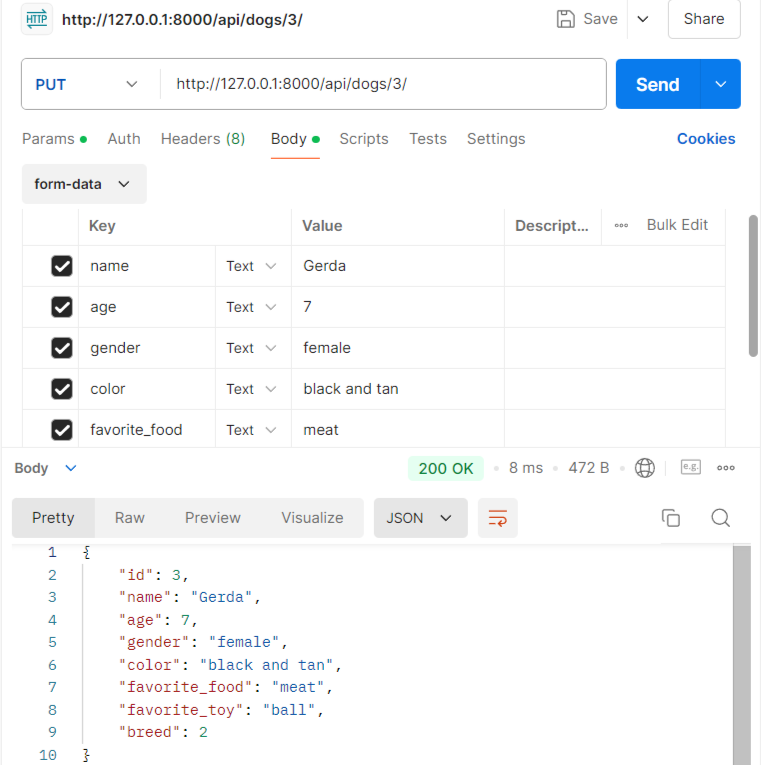 HTTP http://127.0.0.1:8000/api/dogs/3/ Save Share
PUT http://127.0.0.1:8000/api/dogs/3/ Send
Params Auth Headers (8) Body Scripts Tests Settings Cookies
form-data
Key Value Descript... Bulk Edit
name Text Gerda
age Text 7
gender Text female
color Text black and tan
favorite_food Text meat
Body 200 OK 8 ms 472 B e.g.
Pretty Raw Preview Visualize JSON
1 {
2 "id": 3,
3 "name": "Gerda",
4 "age": 7,
5 "gender": "female",
6 "color": "black and tan",
7 "favorite_food": "meat",
8 "favorite_toy": "ball",
9 "breed": 2
10 }